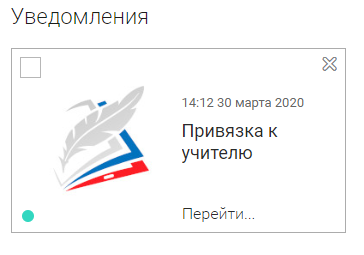 Уведомления
14:12 30 марта 2020
Привязка к
учителю
Перейти...